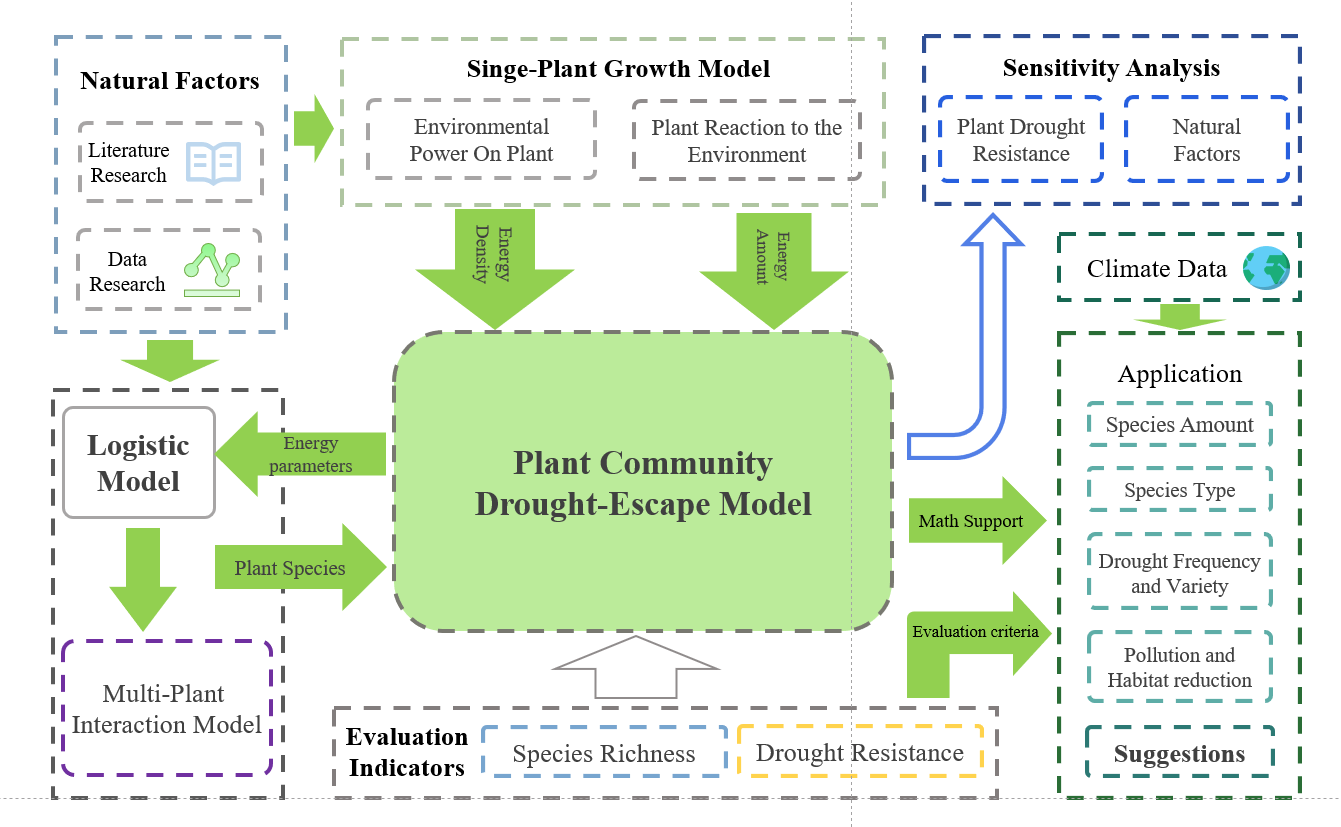 Natural Factors
Literature
Research
Data
Research
Singe-Plant Growth Model
Environmental
Power On Plant
Plant Reaction to the
Environment
Sensitivity Analysis
Plant Drought
Resistance
Natural
Factors
Energy
Density
Energy
Amount
Climate Data
Logistic
Model
Energy
parameters
Plant Species
Multi-Plant
Interaction Model
Plant Community
Drought-Escape Model
Math Support
Evaluation criteria
Application
Species Amount
Species Type
Drought Frequency
and Variety
Pollution and
Habitat reduction
Suggestions
Evaluation
Indicators
Species Richness
Drought Resistance